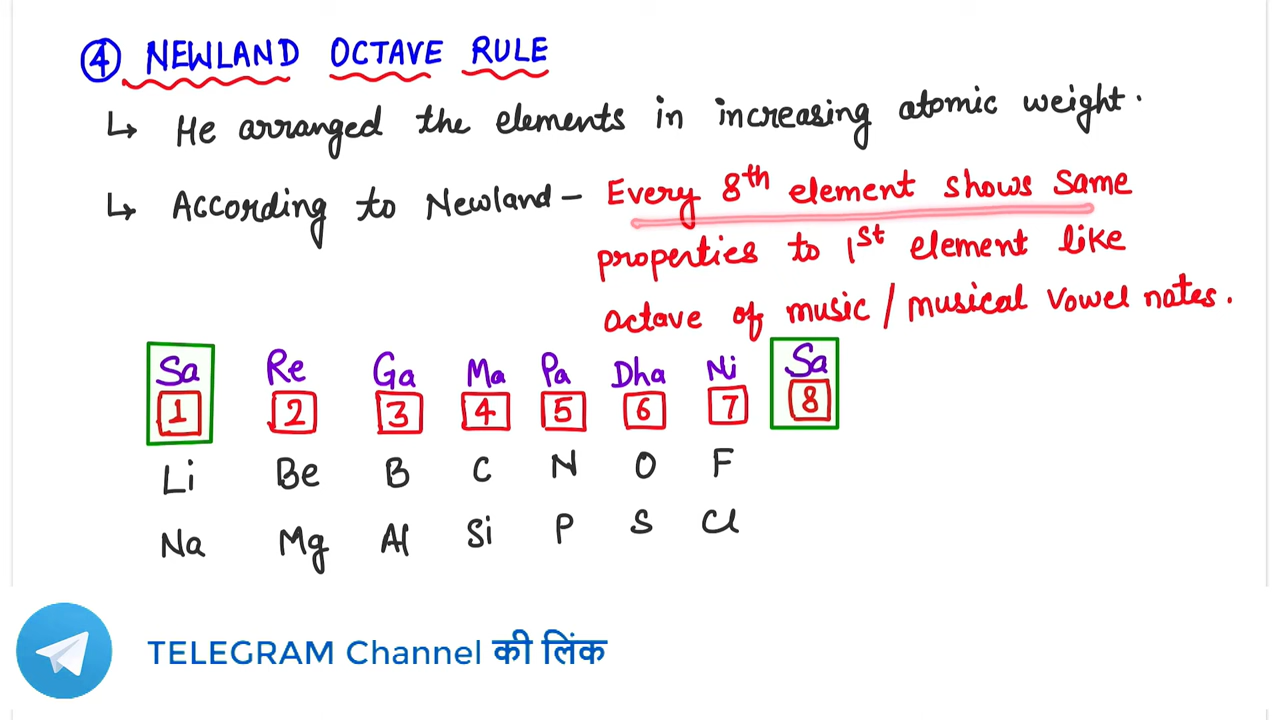 ④ NEWLAND OCTAVE RULE
↳ He arranged the elements in increasing atomic weight.
↳ According to Newland – Every 8th element shows same
properties to 1st element like
octave of music / musical vowel notes.
Sa Re Ga Ma Pa Dha Ni Sa
1 2 3 4 5 6 7 8
Li Be B C N O F
Na Mg Al Si P S Cl
TELEGRAM Channel की लिंक